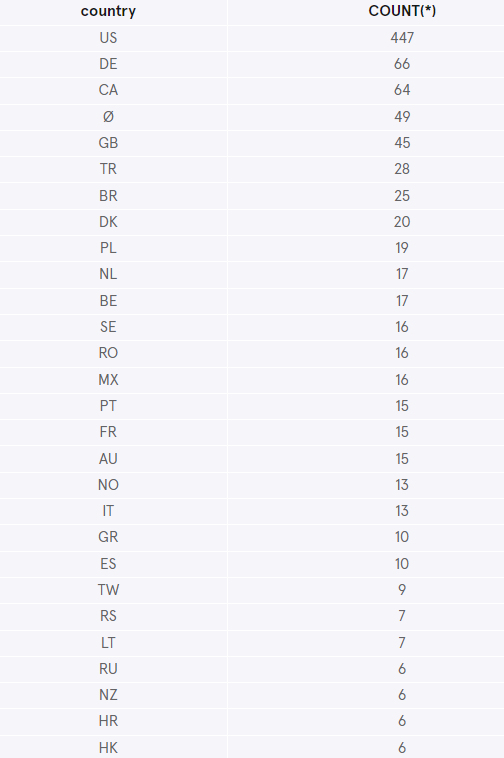 country COUNT(*)
US 447
DE 66
CA 64
Ø 49
GB 45
TR 28
BR 25
DK 20
PL 19
NL 17
BE 17
SE 16
RO 16
MX 16
PT 15
FR 15
AU 15
NO 13
IT 13
GR 10
ES 10
TW 9
RS 7
LT 7
RU 6
NZ 6
HR 6
HK 6